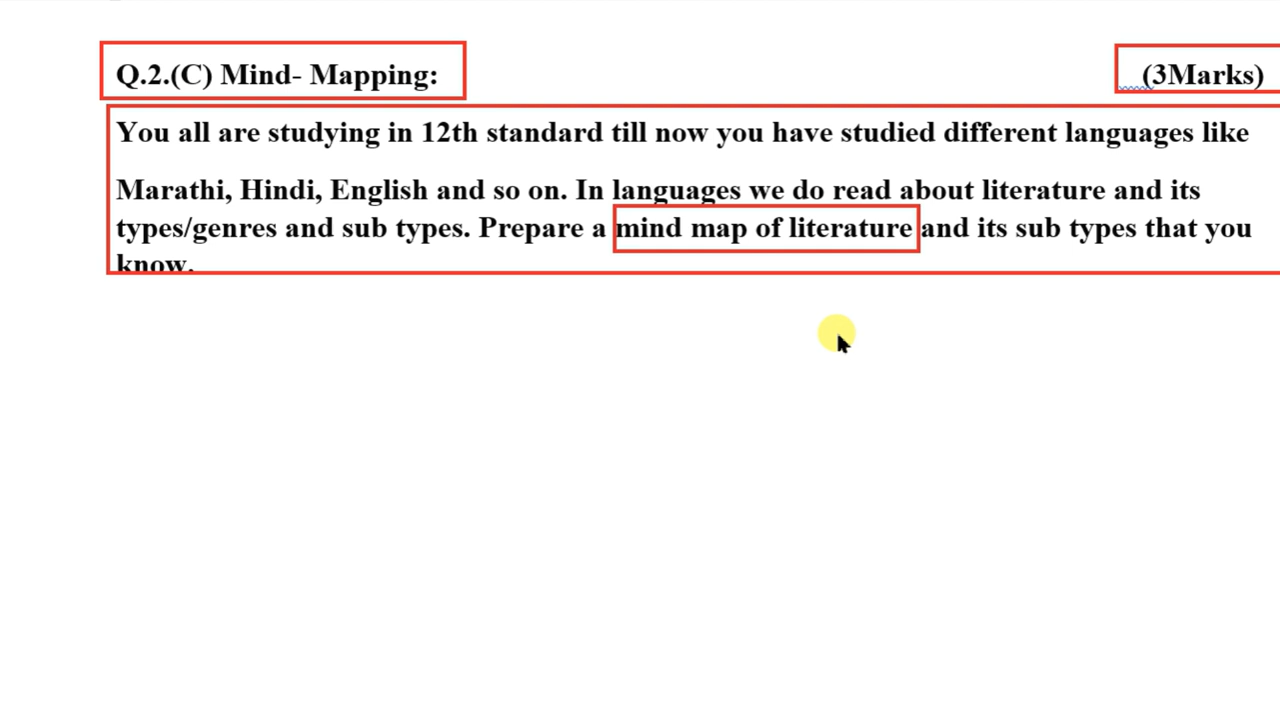 Q.2.(C) Mind- Mapping:
(3Marks)
You all are studying in 12th standard till now you have studied different languages like
Marathi, Hindi, English and so on. In languages we do read about literature and its
types/genres and sub types. Prepare a mind map of literature and its sub types that you
know.